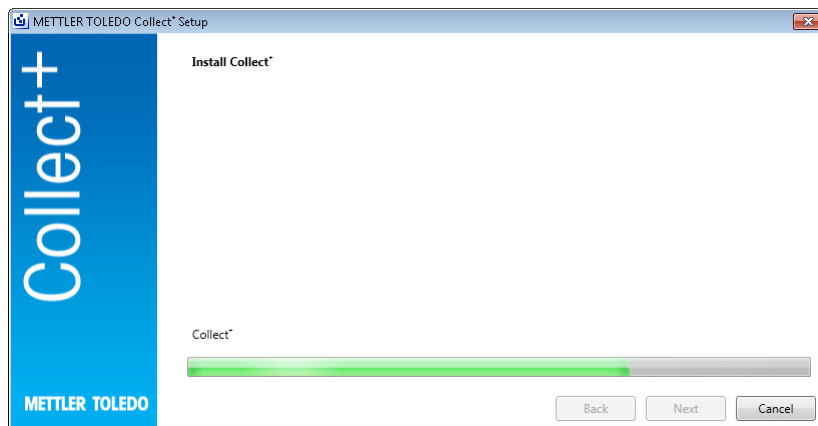 METTLER TOLEDO Collect⁺ Setup
Install Collect⁺
Collect+
Collect⁺
METTLER TOLEDO
Back
Next
Cancel